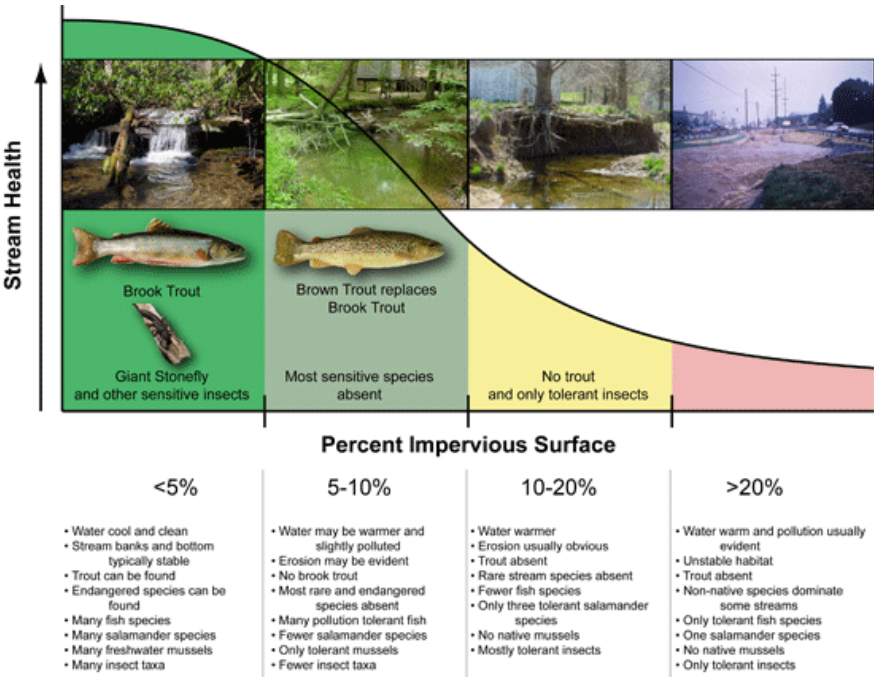 Stream Health
Brook Trout
Giant Stonefly
and other sensitive insects
Brown Trout replaces
Brook Trout
Most sensitive species
absent
No trout
and only tolerant insects
Percent Impervious Surface
<5%
• Water cool and clean
• Stream banks and bottom
typically stable
• Trout can be found
• Endangered species can be
found
• Many fish species
• Many salamander species
• Many freshwater mussels
• Many insect taxa
5-10%
• Water may be warmer and
slightly polluted
• Erosion may be evident
• No brook trout
• Most rare and endangered
species absent
• Many pollution tolerant fish
• Fewer salamander species
• Only tolerant mussels
• Fewer insect taxa
10-20%
• Water warmer
• Erosion usually obvious
• Trout absent
• Rare stream species absent
• Fewer fish species
• Only three tolerant salamander
species
• No native mussels
• Mostly tolerant insects
>20%
• Water warm and pollution usually
evident
• Unstable habitat
• Trout absent
• Non-native species dominate
some streams
• Only tolerant fish species
• One salamander species
• No native mussels
• Only tolerant insects